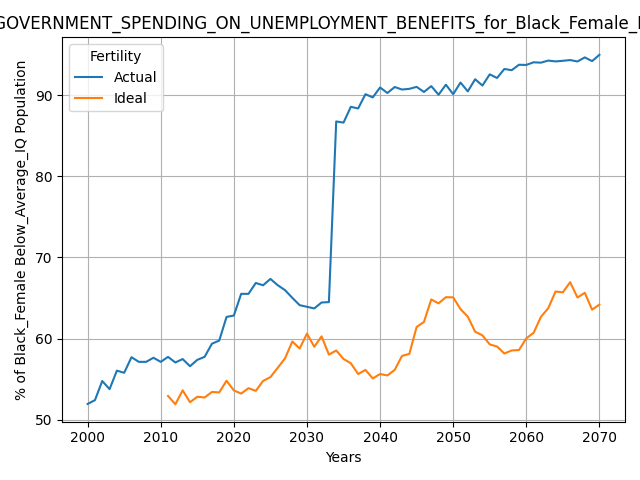 GOVERNMENT_SPENDING_ON_UNEMPLOYMENT_BENEFITS_for_Black_Female_
Fertility
Actual
Ideal
% of Black_Female Below_Average_IQ Population
90
80
70
60
50
2000 2010 2020 2030 2040 2050 2060 2070
Years